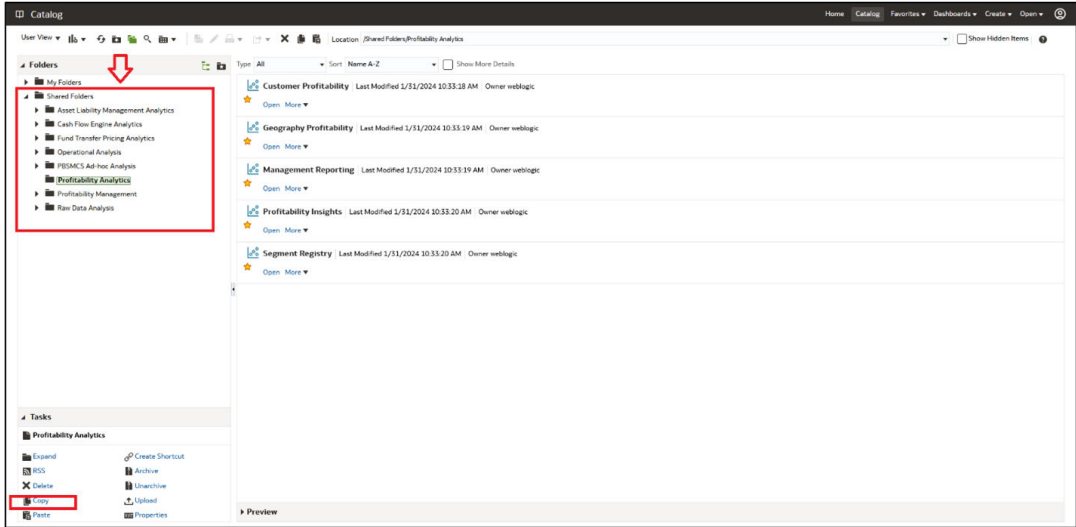 Catalog
Home Catalog Favorites Dashboards Create Open
User View Location /Shared Folders/Profitability Analytics Show Hidden Items
Folders
My Folders
Shared Folders
Asset Liability Management Analytics
Cash Flow Engine Analytics
Fund Transfer Pricing Analytics
Operational Analysis
PBSMCS Ad-hoc Analysis
Profitability Analytics
Profitability Management
Raw Data Analysis
Type All Sort Name A-Z Show More Details
Customer Profitability Last Modified 1/31/2024 10:33:18 AM Owner weblogic
Open More
Geography Profitability Last Modified 1/31/2024 10:33:19 AM Owner weblogic
Open More
Management Reporting Last Modified 1/31/2024 10:33:19 AM Owner weblogic
Open More
Profitability Insights Last Modified 1/31/2024 10:33:20 AM Owner weblogic
Open More
Segment Registry Last Modified 1/31/2024 10:33:20 AM Owner weblogic
Open More
Tasks
Profitability Analytics
Expand Create Shortcut
RSS Archive
Delete Unarchive
Copy Upload
Paste Properties
Preview